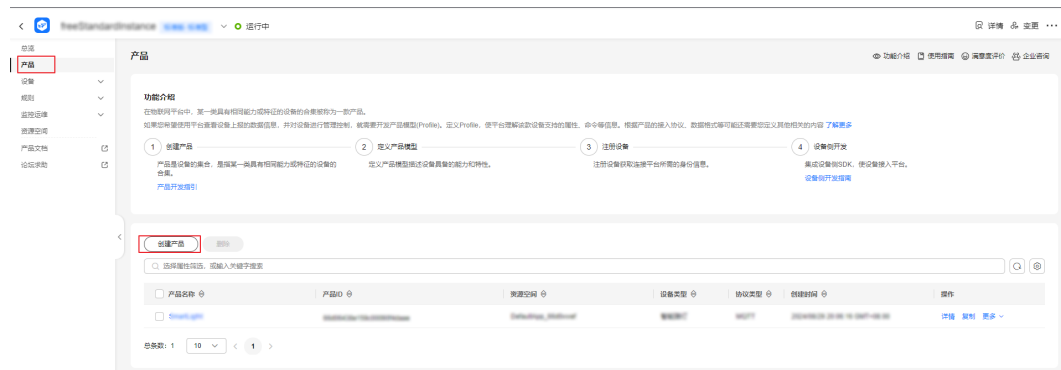 freeStandardInstance 运行中 详情 变更
总览
产品
设备
规则
监控运维
资源空间
产品文档
论坛求助
产品 功能介绍 使用指南 满意度评价 企业咨询
功能介绍
在物联网平台中，某一类具有相同能力或特征的设备的合集被称为一款产品。
如果您希望使用平台查看设备上报的数据信息，并对设备进行管理控制，就需要开发产品模型(Profile)。定义Profile，使平台理解该款设备支持的属性、命令等信息。根据产品的接入协议、数据格式等可能还需要您定义其他相关的内容 了解更多
1 创建产品 2 定义产品模型 3 注册设备 4 设备侧开发
产品是设备的集合，是指某一类具有相同能力或特征的设备的 定义产品模型描述设备具备的能力和特性。 注册设备获取连接平台所需的身份信息。 集成设备侧SDK，使设备接入平台。
合集。
产品开发指引 设备侧开发指南
创建产品 删除
选择属性筛选，或输入关键字搜索
产品名称 产品ID 资源空间 设备类型 协议类型 创建时间 操作
SmartLight MQTT 详情 复制 更多
总条数：1 10 < 1 >